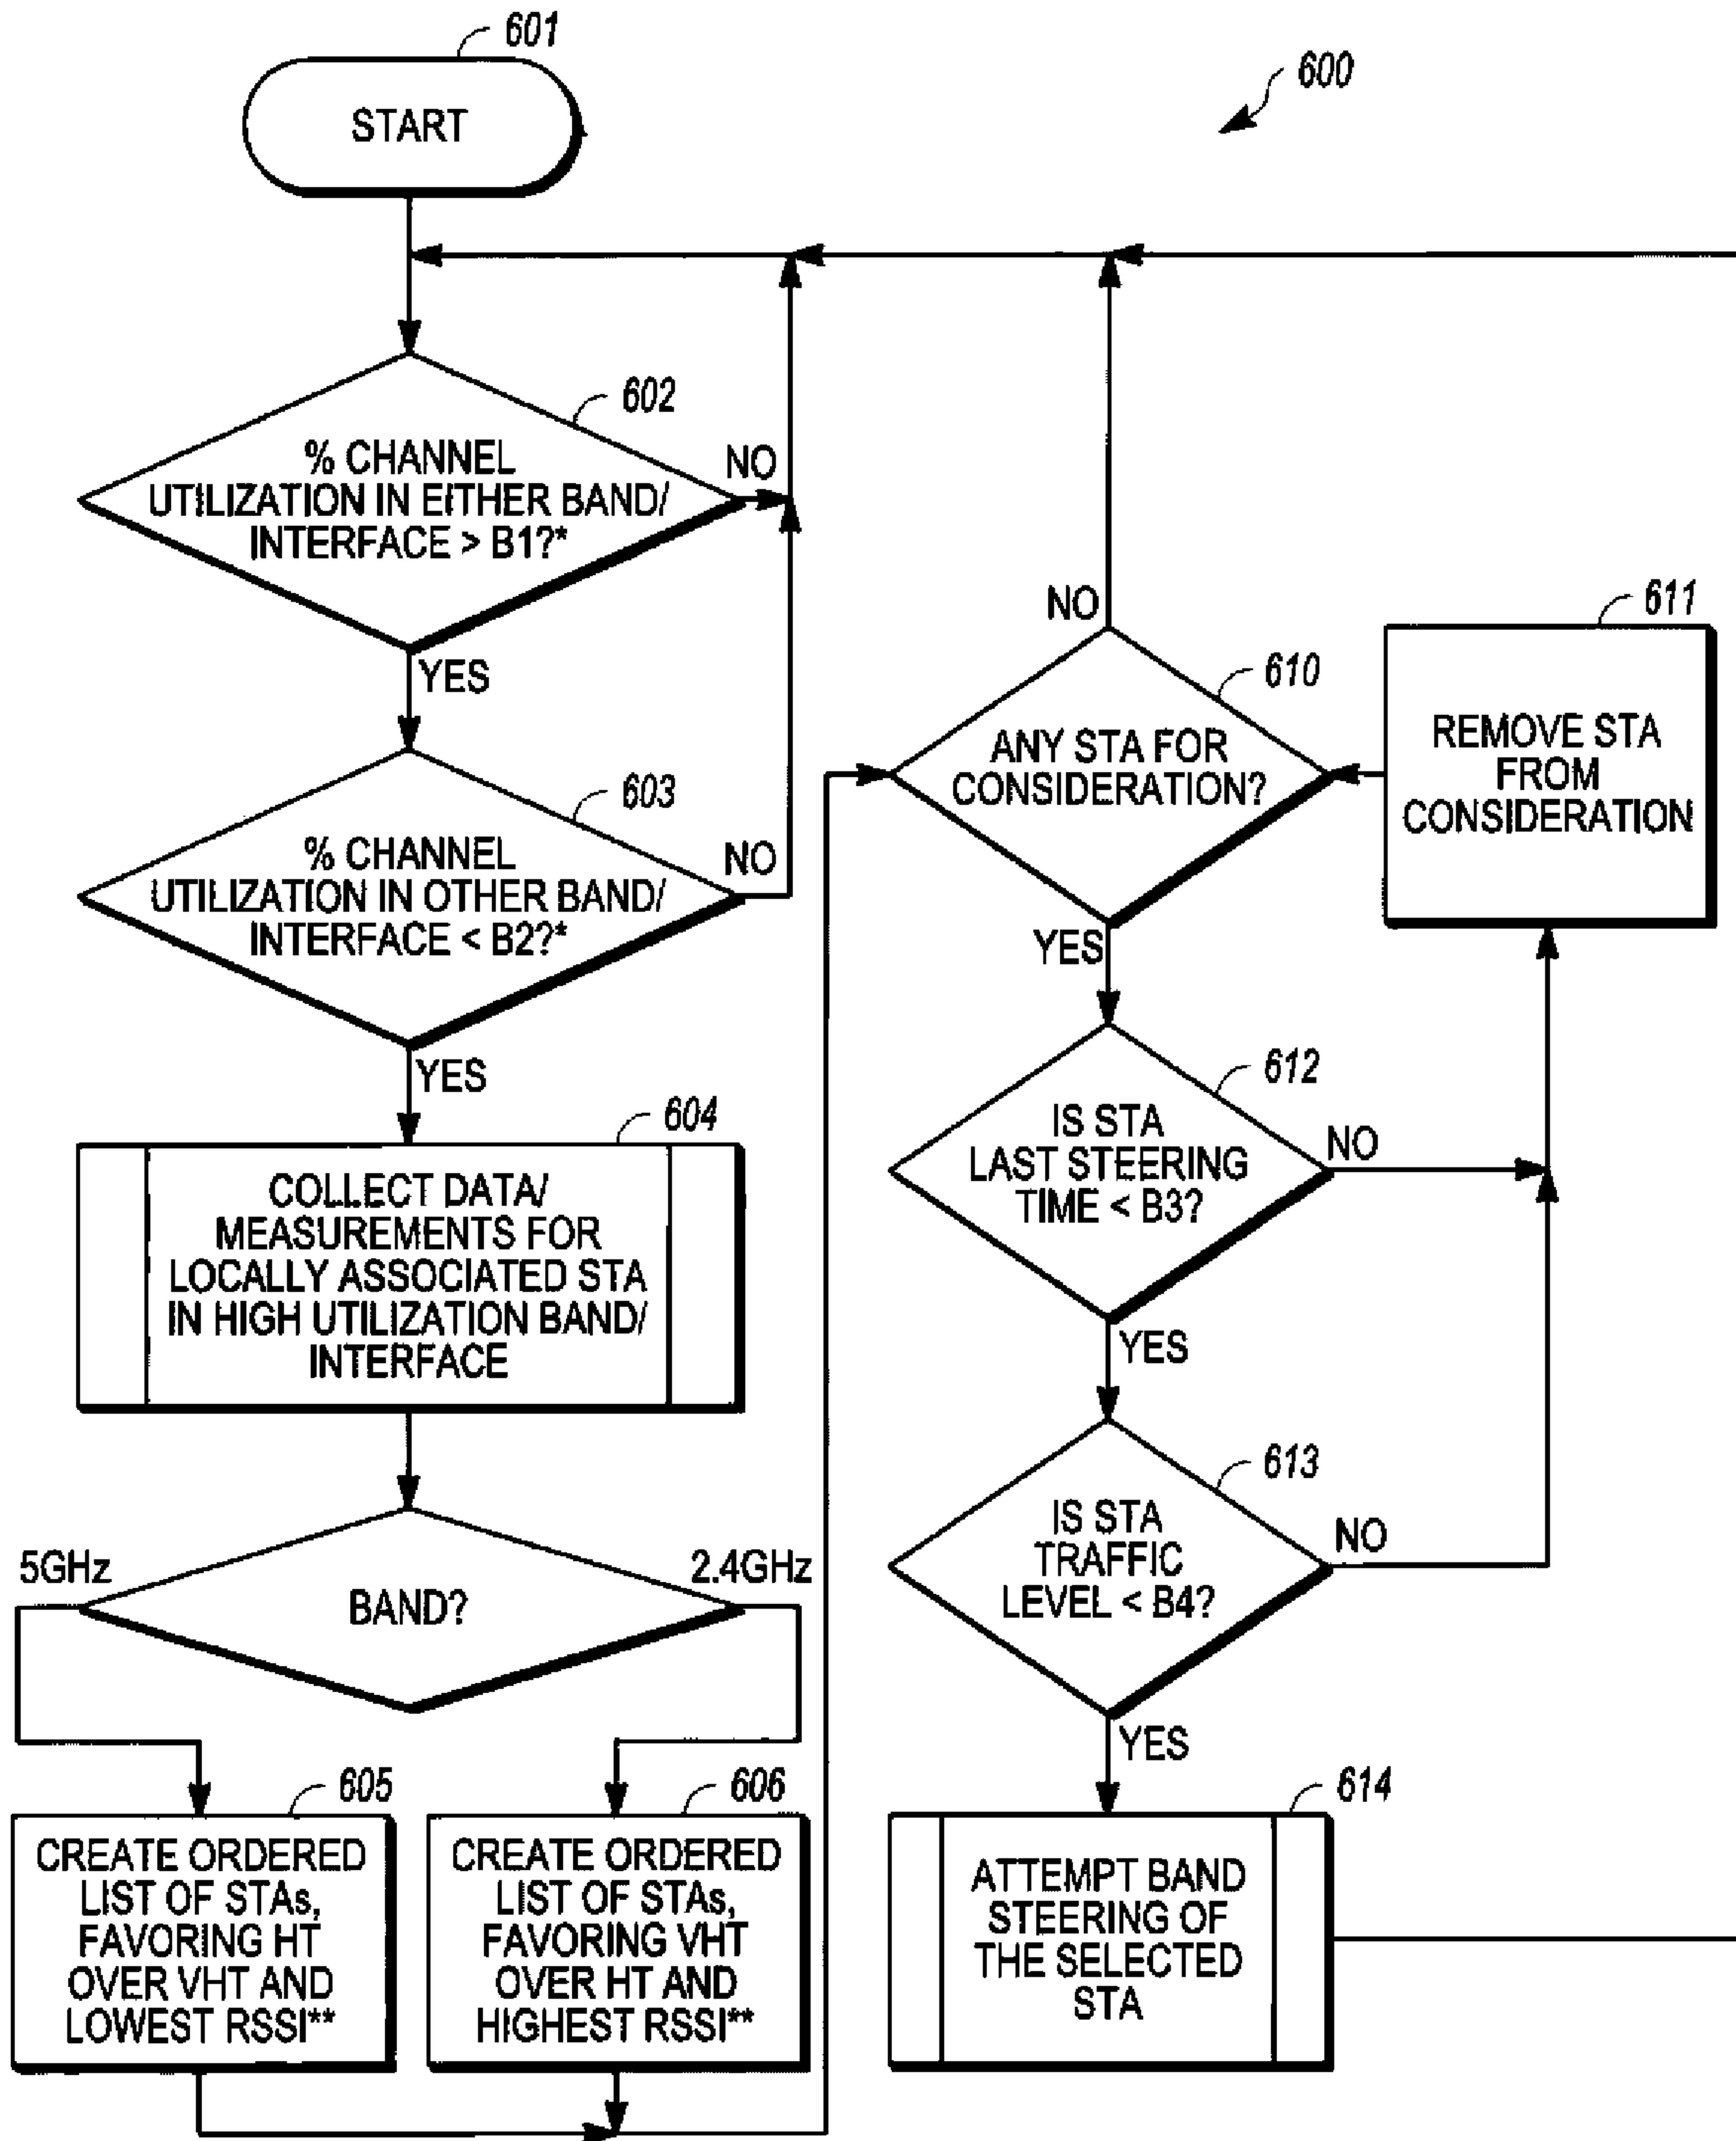 601
START
600
602
% CHANNEL
UTILIZATION IN EITHER BAND/
INTERFACE > B1?*
NO
YES
603
% CHANNEL
UTILIZATION IN OTHER BAND/
INTERFACE < B2?*
NO
YES
604
COLLECT DATA/
MEASUREMENTS FOR
LOCALLY ASSOCIATED STA
IN HIGH UTILIZATION BAND/
INTERFACE
5GHz
BAND?
2.4GHz
605
CREATE ORDERED
LIST OF STAs,
FAVORING HT
OVER VHT AND
LOWEST RSSI**
606
CREATE ORDERED
LIST OF STAs,
FAVORING VHT
OVER HT AND
HIGHEST RSSI**
NO
610
ANY STA FOR
CONSIDERATION?
YES
611
REMOVE STA
FROM
CONSIDERATION
612
IS STA
LAST STEERING
TIME < B3?
NO
YES
613
IS STA
TRAFFIC
LEVEL < B4?
NO
YES
614
ATTEMPT BAND
STEERING OF
THE SELECTED
STA